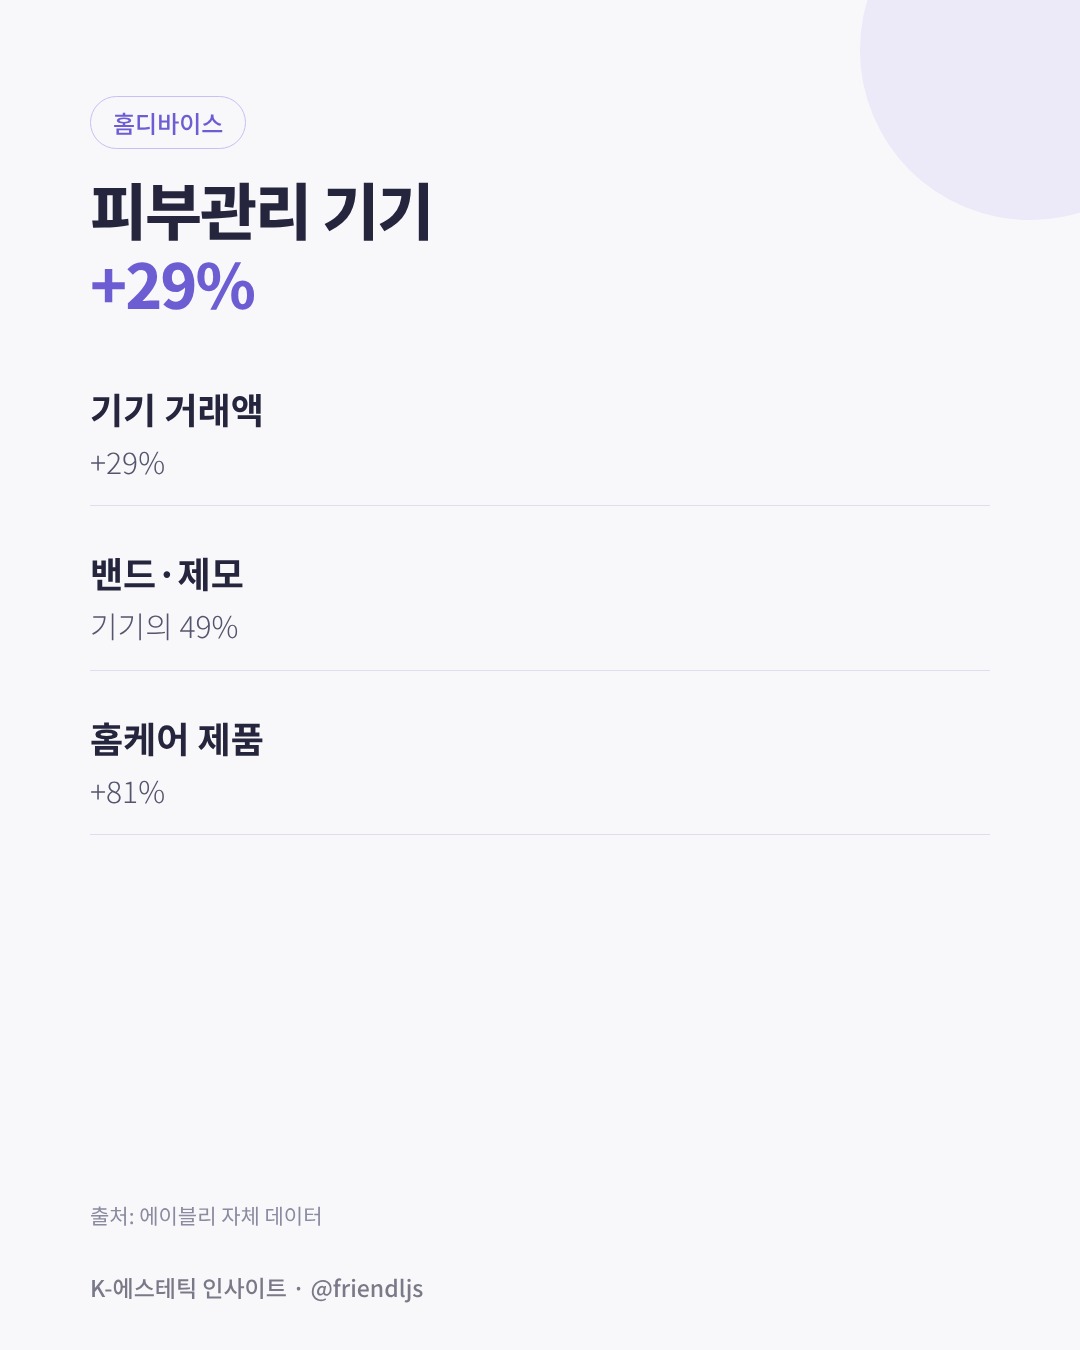 홈디바이스
피부관리 기기
+29%
기기 거래액
+29%
밴드·제모
기기의 49%
홈케어 제품
+81%
출처: 에이블리 자체 데이터
K-에스테틱 인사이트 · @friendljs